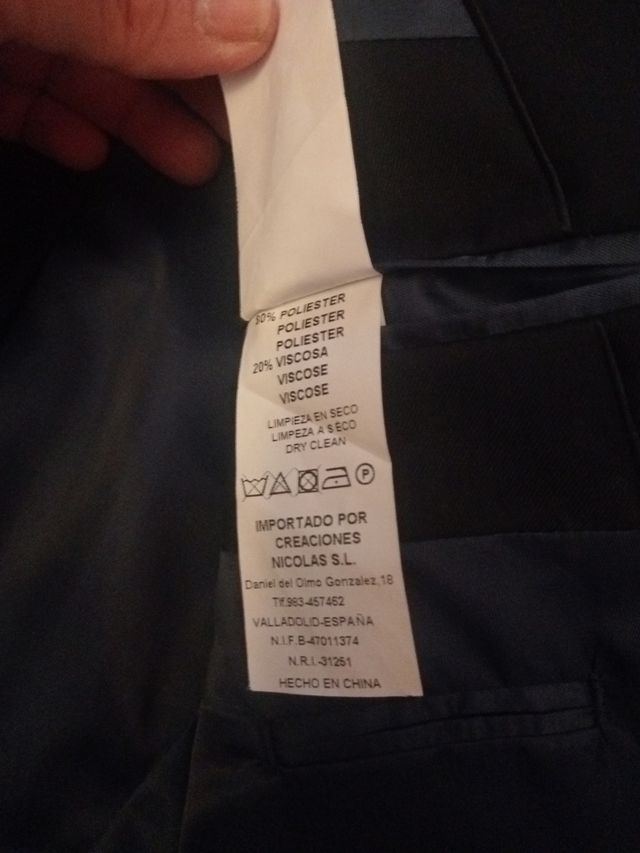 80% POLIESTER
POLIESTER
POLIESTER
20% VISCOSA
VISCOSE
VISCOSE
LIMPIEZA EN SECO
LIMPEZA A SECO
DRY CLEAN
P
IMPORTADO POR
CREACIONES
NICOLAS S.L.
Daniel del Olmo Gonzalez,18
Tlf.983-457462
VALLADOLID-ESPAÑA
N.I.F.B-47011374
N.R.I.-31251
HECHO EN CHINA